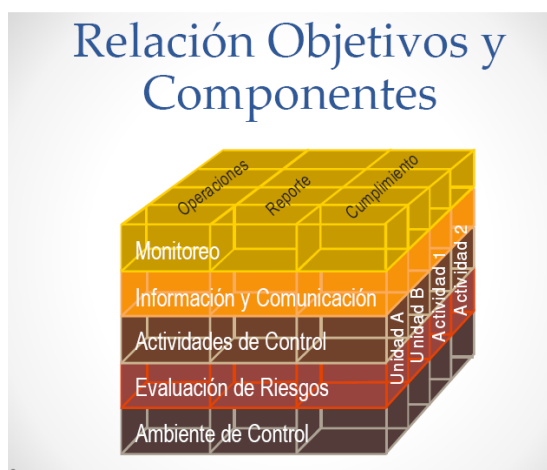 Relación Objetivos y
Componentes
Operaciones
Reporte
Cumplimiento
Monitoreo
Información y Comunicación
Actividades de Control
Evaluación de Riesgos
Ambiente de Control
Unidad A
Unidad B
Actividad 1
Actividad 2